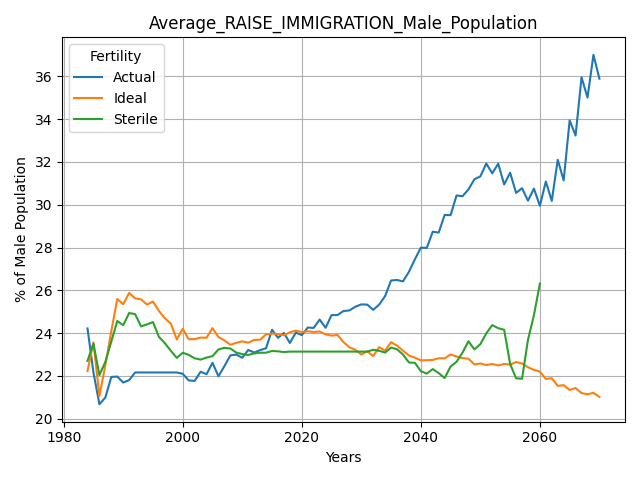 Average_RAISE_IMMIGRATION_Male_Population
Fertility
Actual
Ideal
Sterile
% of Male Population
36
34
32
30
28
26
24
22
20
1980
2000
2020
2040
2060
Years